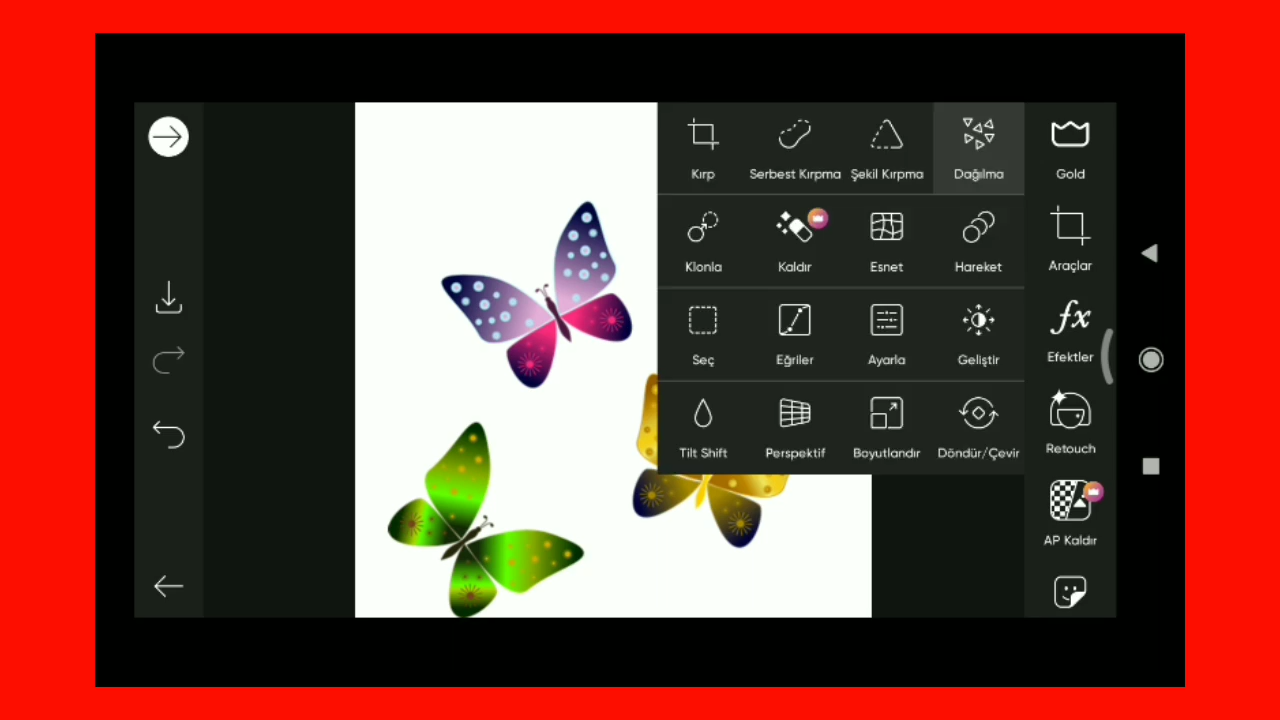 Kırp Serbest Kırpma Şekil Kırpma Dağılma Gold
Klonla Kaldır Esnet Hareket Araçlar
Seç Eğriler Ayarla Geliştir fx Efektler
Tilt Shift Perspektif Boyutlandır Döndür/Çevir Retouch
AP Kaldır